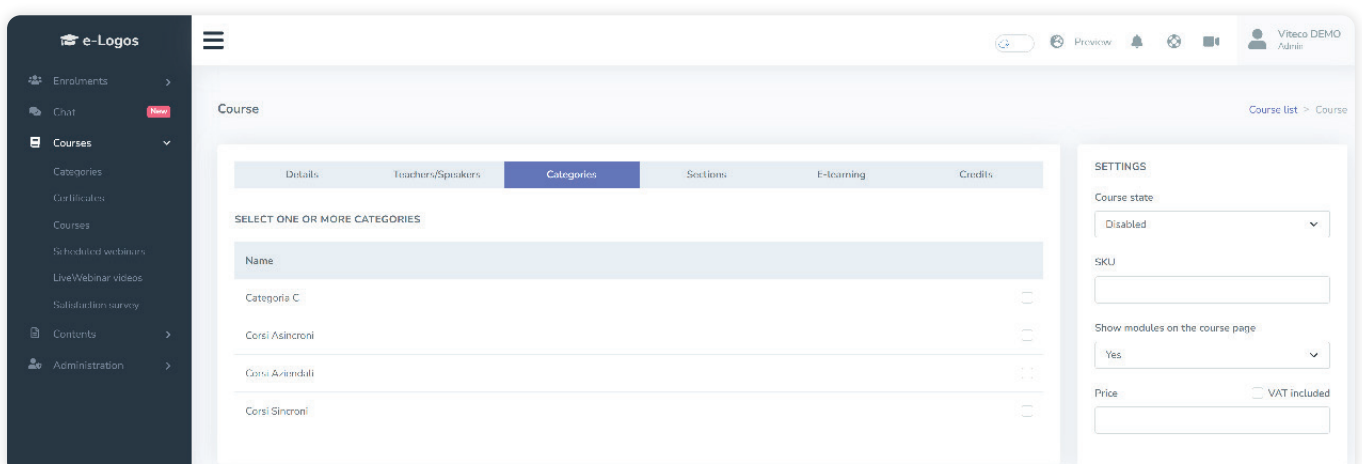 e-Logos
Preview
Viteco DEMO
Admin
Enrolments
Chat
New
Courses
Categories
Certificates
Courses
Scheduled webinars
LiveWebinar videos
Satisfaction survey
Contents
Administration
Course
Course list > Course
Details
Teachers/Speakers
Categories
Sections
E-learning
Credits
SELECT ONE OR MORE CATEGORIES
Name
Categoria C
Corsi Asincroni
Corsi Aziendali
Corsi Sincroni
SETTINGS
Course state
Disabled
SKU
Show modules on the course page
Yes
Price
VAT included